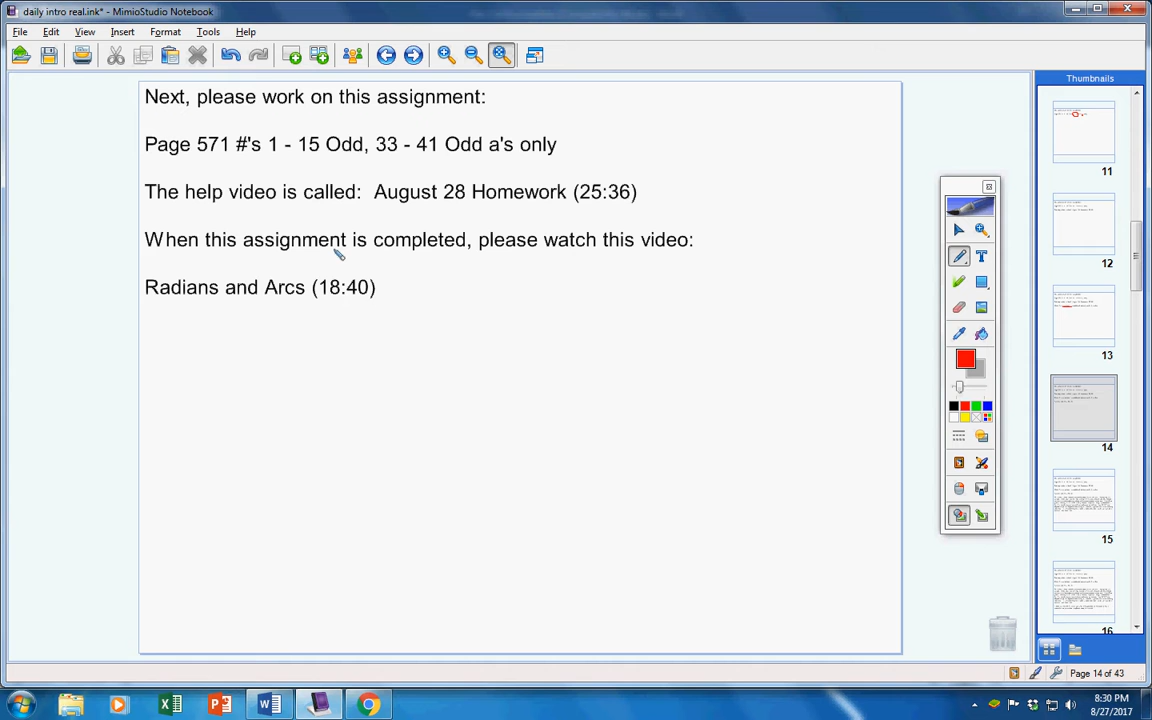 daily intro real.ink* - MimioStudio Notebook
File Edit View Insert Format Tools Help
Next, please work on this assignment:
Page 571 #'s 1 - 15 Odd, 33 - 41 Odd a's only
The help video is called:  August 28 Homework (25:36)
When this assignment is completed, please watch this video:
Radians and Arcs (18:40)
Thumbnails
11
12
13
14
15
16
Page 14 of 43
8:30 PM
8/27/2017